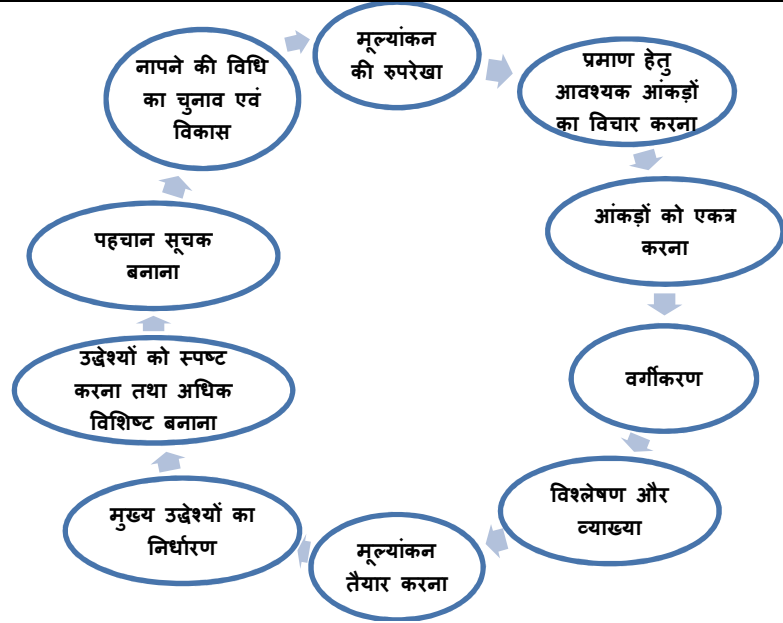 मूल्यांकन
की रुपरेखा
प्रमाण हेतु
आवश्यक आंकड़ों
का विचार करना
आंकड़ों को एकत्र
करना
वर्गीकरण
विश्लेषण और
व्याख्या
मूल्यांकन
तैयार करना
मुख्य उद्धेश्यों का
निर्धारण
उद्धेश्यों को स्पष्ट
करना तथा अधिक
विशिष्ट बनाना
पहचान सूचक
बनाना
नापने की विधि
का चुनाव एवं
विकास